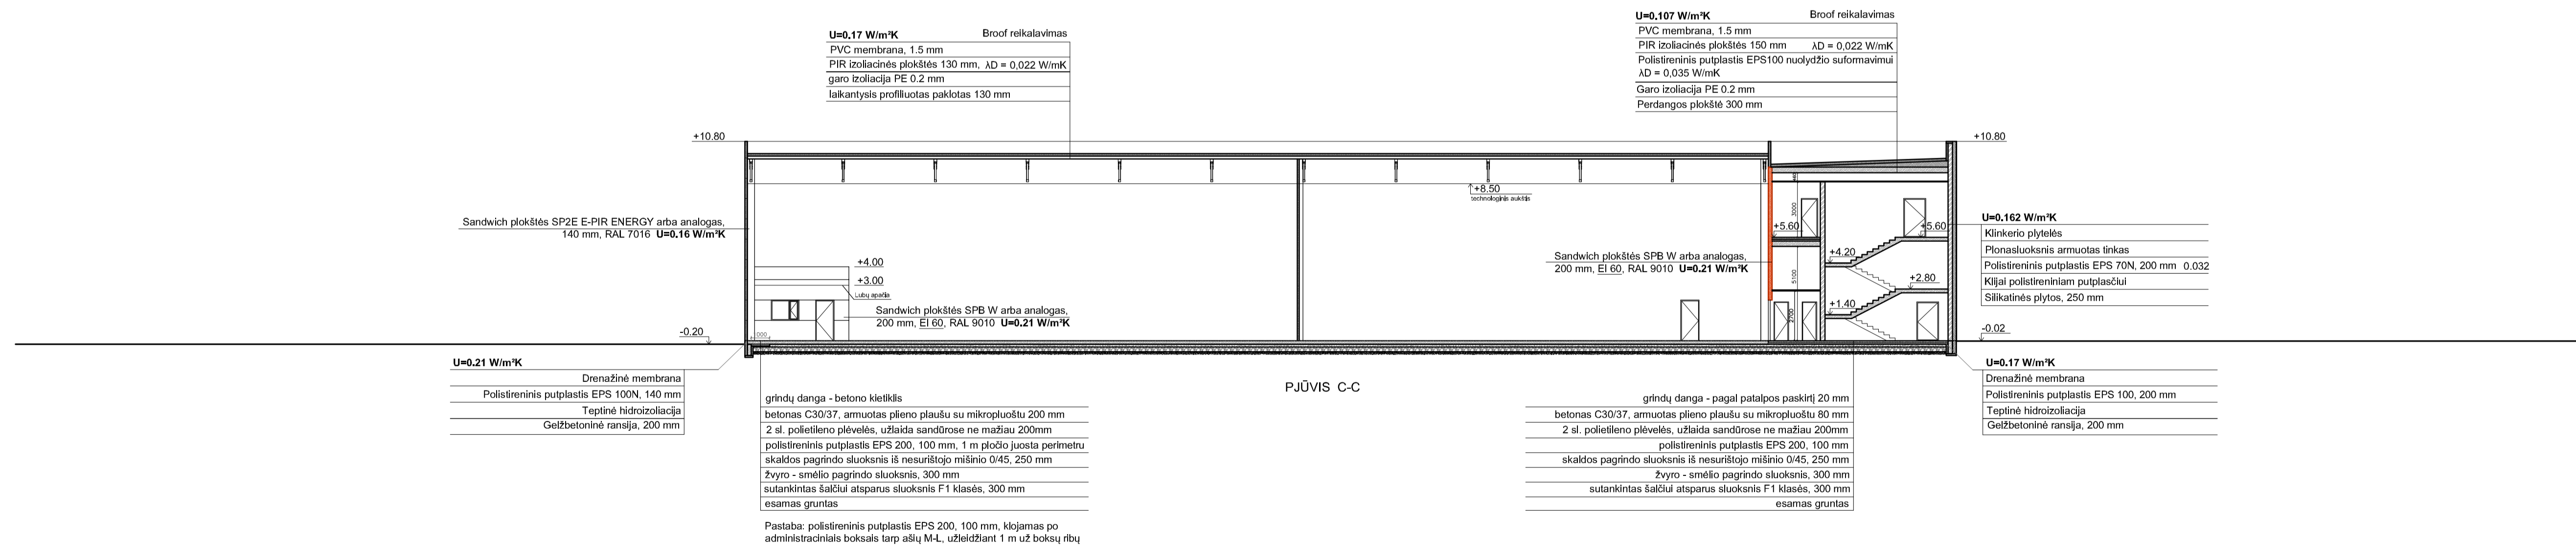 U=0.17 W/m²K Broof reikalavimas
PVC membrana, 1.5 mm
PIR izoliacinės plokštės 130 mm, λD = 0,022 W/mK
garo izoliacija PE 0.2 mm
laikantysis profiliuotas paklotas 130 mm
U=0.107 W/m²K Broof reikalavimas
PVC membrana, 1.5 mm
PIR izoliacinės plokštės 150 mm λD = 0,022 W/mK
Polistireninis putplastis EPS100 nuolydžio suformavimui
λD = 0,035 W/mK
Garo izoliacija PE 0.2 mm
Perdangos plokštė 300 mm
+10.80
+10.80
+8.50
technologinis aukštis
Sandwich plokštės SP2E E-PIR ENERGY arba analogas,
140 mm, RAL 7016 U=0.16 W/m²K
+4.00
+3.00
Lubų apačia
Sandwich plokštės SPB W arba analogas,
200 mm, EI 60, RAL 9010 U=0.21 W/m²K
Sandwich plokštės SPB W arba analogas,
200 mm, EI 60, RAL 9010 U=0.21 W/m²K
3000
+5.60
+5.60
+4.20
5100
+2.80
+1.40
2700
U=0.162 W/m²K
Klinkerio plytelės
Plonasluoksnis armuotas tinkas
Polistireninis putplastis EPS 70N, 200 mm 0.032
Klijai polistireniniam putplasčiui
Silikatinės plytos, 250 mm
-0.20
-0.02
U=0.21 W/m²K
Drenažinė membrana
Polistireninis putplastis EPS 100N, 140 mm
Teptinė hidroizoliacija
Gelžbetoninė ransija, 200 mm
grindų danga - betono kietiklis
betonas C30/37, armuotas plieno plaušu su mikropluoštu 200 mm
2 sl. polietileno plėvelės, užlaida sandūrose ne mažiau 200mm
polistireninis putplastis EPS 200, 100 mm, 1 m pločio juosta perimetru
skaldos pagrindo sluoksnis iš nesurištojo mišinio 0/45, 250 mm
žvyro - smėlio pagrindo sluoksnis, 300 mm
sutankintas šalčiui atsparus sluoksnis F1 klasės, 300 mm
esamas gruntas
Pastaba: polistireninis putplastis EPS 200, 100 mm, klojamas po
administraciniais boksais tarp ašių M-L, užleidžiant 1 m už boksų ribų
PJŪVIS C-C
grindų danga - pagal patalpos paskirtį 20 mm
betonas C30/37, armuotas plieno plaušu su mikropluoštu 80 mm
2 sl. polietileno plėvelės, užlaida sandūrose ne mažiau 200mm
polistireninis putplastis EPS 200, 100 mm
skaldos pagrindo sluoksnis iš nesurištojo mišinio 0/45, 250 mm
žvyro - smėlio pagrindo sluoksnis, 300 mm
sutankintas šalčiui atsparus sluoksnis F1 klasės, 300 mm
esamas gruntas
U=0.17 W/m²K
Drenažinė membrana
Polistireninis putplastis EPS 100, 200 mm
Teptinė hidroizoliacija
Gelžbetoninė ransija, 200 mm